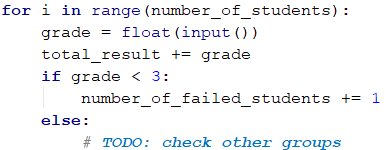 for i in range(number_of_students):
    grade = float(input())
    total_result += grade
    if grade < 3:
        number_of_failed_students += 1
    else:
        # TODO: check other groups